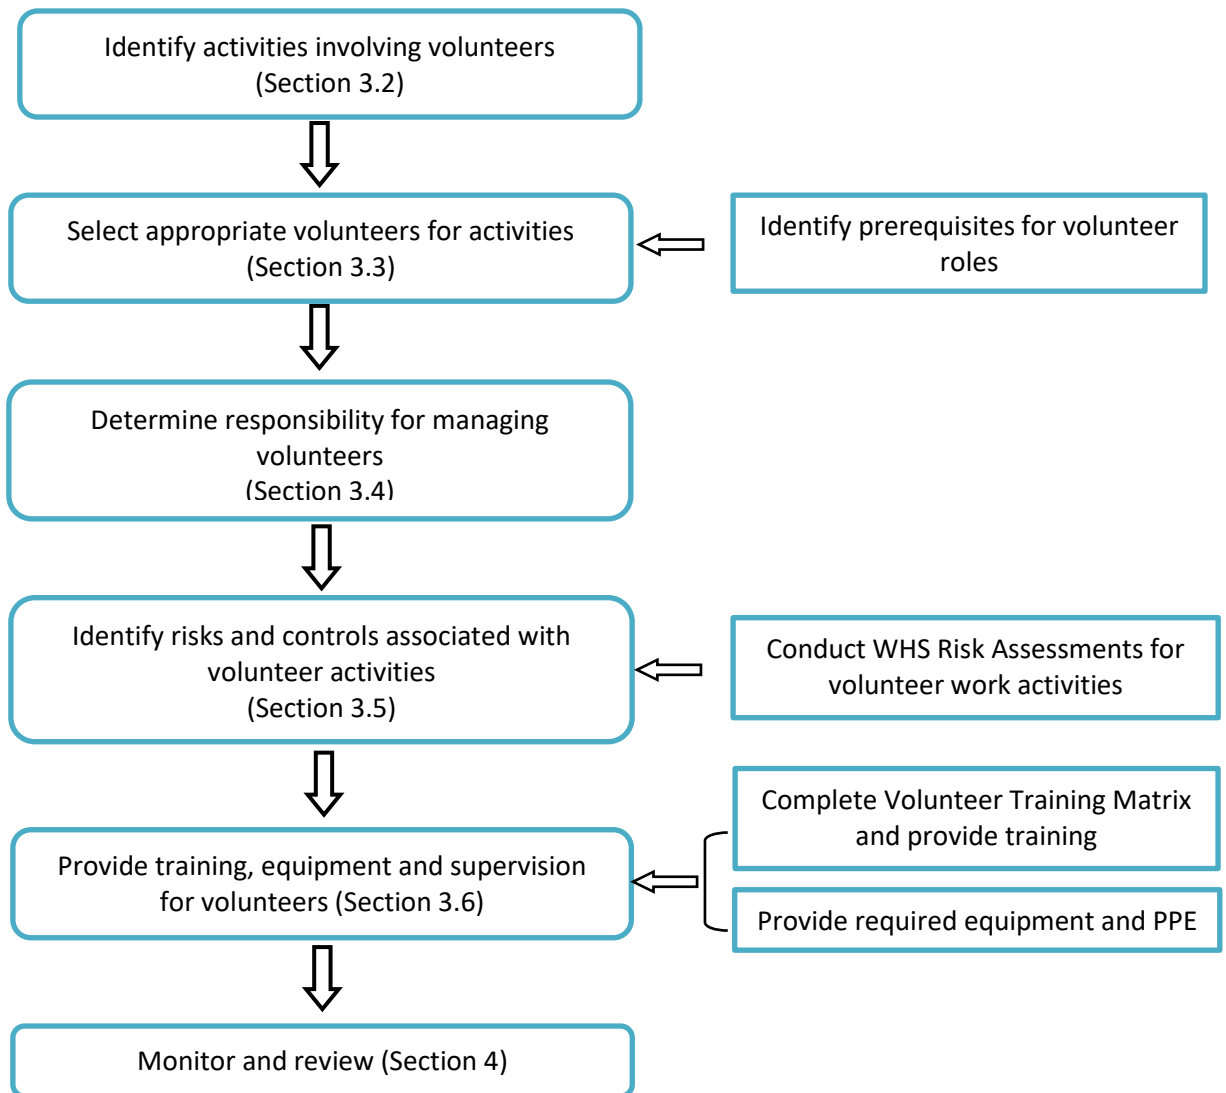 Identify activities involving volunteers
(Section 3.2)
Select appropriate volunteers for activities
(Section 3.3)
Identify prerequisites for volunteer
roles
Determine responsibility for managing
volunteers
(Section 3.4)
Identify risks and controls associated with
volunteer activities
(Section 3.5)
Conduct WHS Risk Assessments for
volunteer work activities
Provide training, equipment and supervision
for volunteers (Section 3.6)
Complete Volunteer Training Matrix
and provide training
Provide required equipment and PPE
Monitor and review (Section 4)